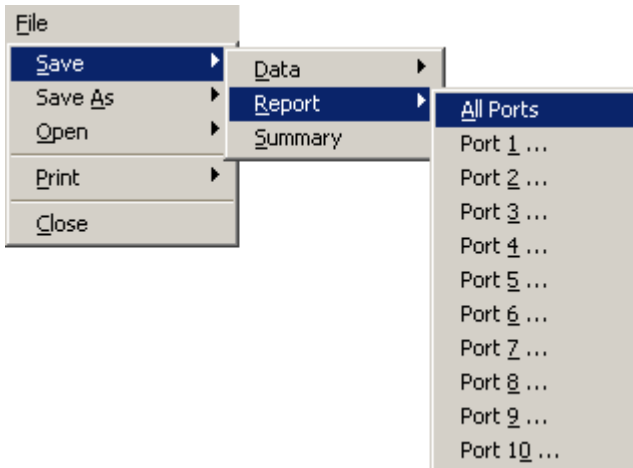 File
Save
Save As
Open
Print
Close
Data
Report
Summary
All Ports
Port 1 ...
Port 2 ...
Port 3 ...
Port 4 ...
Port 5 ...
Port 6 ...
Port 7 ...
Port 8 ...
Port 9 ...
Port 10 ...